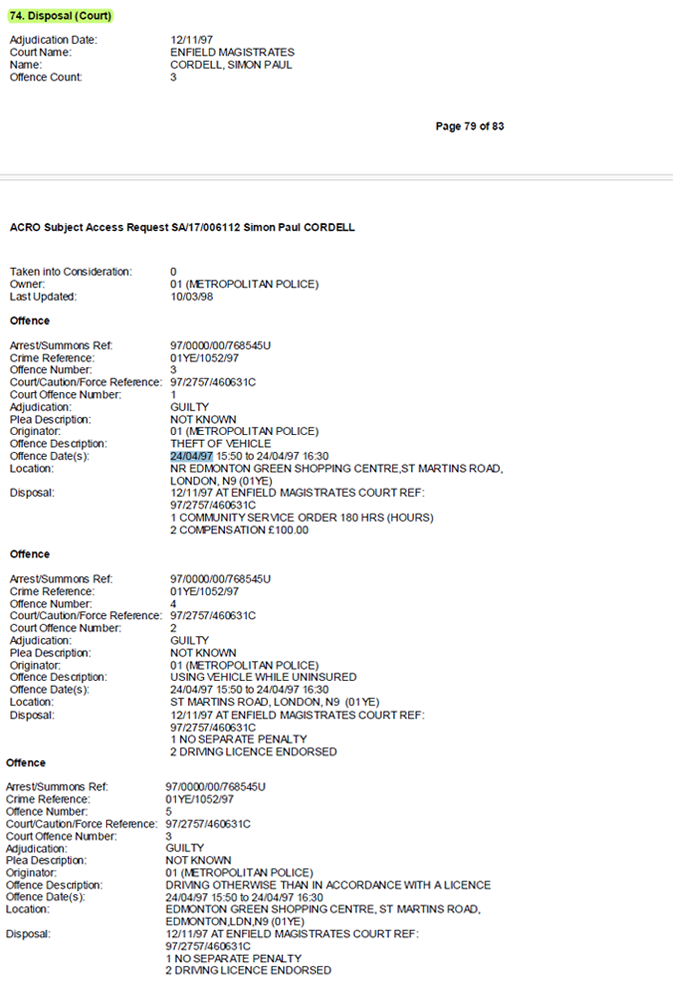 74. Disposal (Court)
Adjudication Date: 12/11/97
Court Name: ENFIELD MAGISTRATES
Name: CORDELL, SIMON PAUL
Offence Count: 3
Page 79 of 83
ACRO Subject Access Request SA/17/006112 Simon Paul CORDELL
Taken into Consideration: 0
Owner: 01 (METROPOLITAN POLICE)
Last Updated: 10/03/98
Offence
Arrest/Summons Ref: 97/0000/00/768545U
Crime Reference: 01YE/1052/97
Offence Number: 3
Court/Caution/Force Reference: 97/2757/460631C
Court Offence Number: 1
Adjudication: GUILTY
Plea Description: NOT KNOWN
Originator: 01 (METROPOLITAN POLICE)
Offence Description: THEFT OF VEHICLE
Offence Date(s): 24/04/97 15:50 to 24/04/97 16:30
Location: NR EDMONTON GREEN SHOPPING CENTRE,ST MARTINS ROAD,
LONDON, N9 (01YE)
Disposal: 12/11/97 AT ENFIELD MAGISTRATES COURT REF:
97/2757/460631C
1 COMMUNITY SERVICE ORDER 180 HRS (HOURS)
2 COMPENSATION £100.00
Offence
Arrest/Summons Ref: 97/0000/00/768545U
Crime Reference: 01YE/1052/97
Offence Number: 4
Court/Caution/Force Reference: 97/2757/460631C
Court Offence Number: 2
Adjudication: GUILTY
Plea Description: NOT KNOWN
Originator: 01 (METROPOLITAN POLICE)
Offence Description: USING VEHICLE WHILE UNINSURED
Offence Date(s): 24/04/97 15:50 to 24/04/97 16:30
Location: ST MARTINS ROAD, LONDON, N9 (01YE)
Disposal: 12/11/97 AT ENFIELD MAGISTRATES COURT REF:
97/2757/460631C
1 NO SEPARATE PENALTY
2 DRIVING LICENCE ENDORSED
Offence
Arrest/Summons Ref: 97/0000/00/768545U
Crime Reference: 01YE/1052/97
Offence Number: 5
Court/Caution/Force Reference: 97/2757/460631C
Court Offence Number: 3
Adjudication: GUILTY
Plea Description: NOT KNOWN
Originator: 01 (METROPOLITAN POLICE)
Offence Description: DRIVING OTHERWISE THAN IN ACCORDANCE WITH A LICENCE
Offence Date(s): 24/04/97 15:50 to 24/04/97 16:30
Location: EDMONTON GREEN SHOPPING CENTRE, ST MARTINS ROAD,
EDMONTON,LDN,N9 (01YE)
Disposal: 12/11/97 AT ENFIELD MAGISTRATES COURT REF:
97/2757/460631C
1 NO SEPARATE PENALTY
2 DRIVING LICENCE ENDORSED